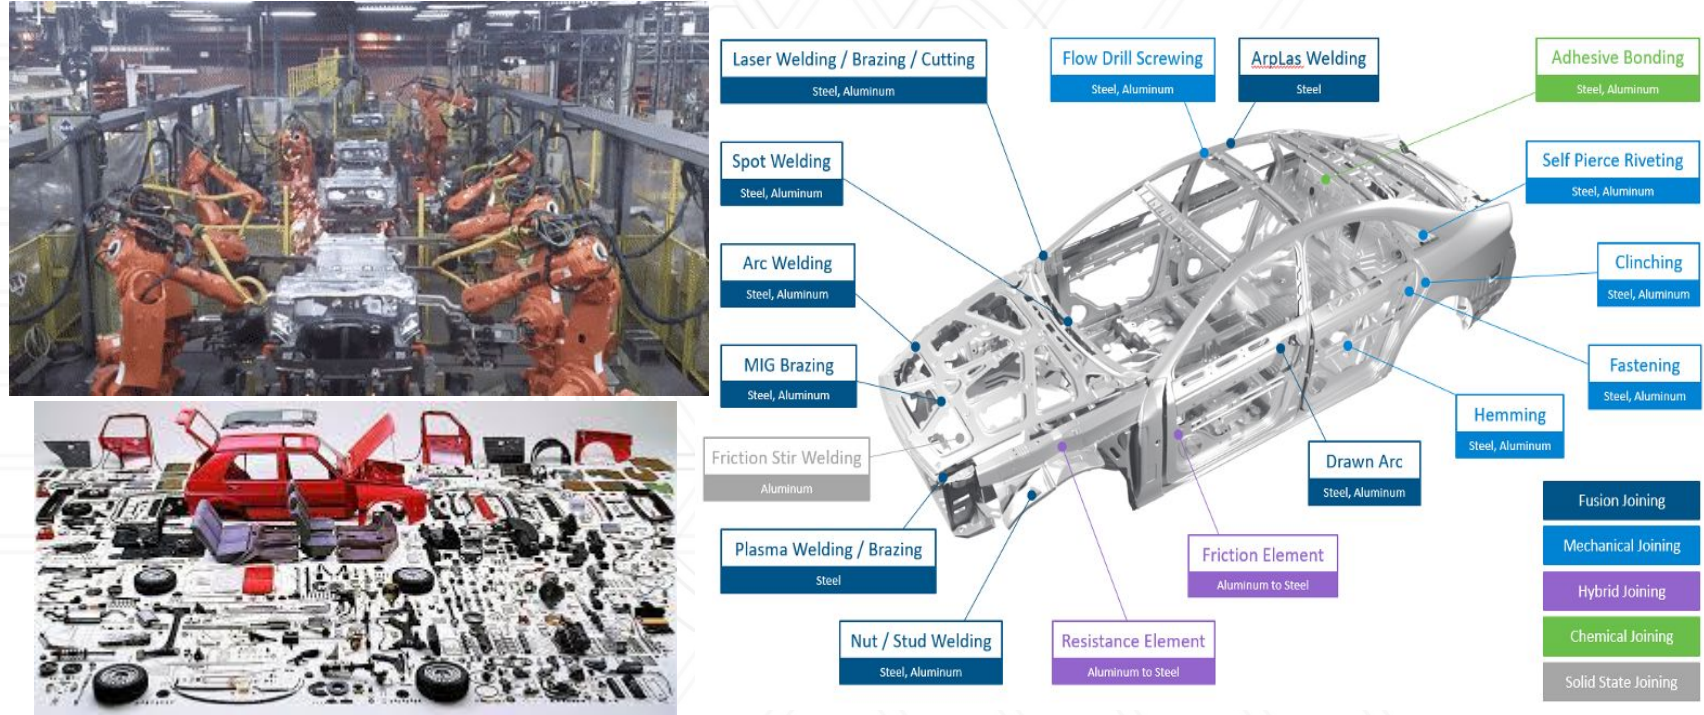 Laser Welding / Brazing / Cutting
Steel, Aluminum
Flow Drill Screwing
Steel, Aluminum
ArpLas Welding
Steel
Adhesive Bonding
Steel, Aluminum
Spot Welding
Steel, Aluminum
Self Pierce Riveting
Steel, Aluminum
Arc Welding
Steel, Aluminum
Clinching
Steel, Aluminum
MIG Brazing
Steel, Aluminum
Fastening
Steel, Aluminum
Hemming
Steel, Aluminum
Friction Stir Welding
Aluminum
Drawn Arc
Steel, Aluminum
Plasma Welding / Brazing
Steel
Friction Element
Aluminum to Steel
Nut / Stud Welding
Steel, Aluminum
Resistance Element
Aluminum to Steel
Fusion Joining
Mechanical Joining
Hybrid Joining
Chemical Joining
Solid State Joining